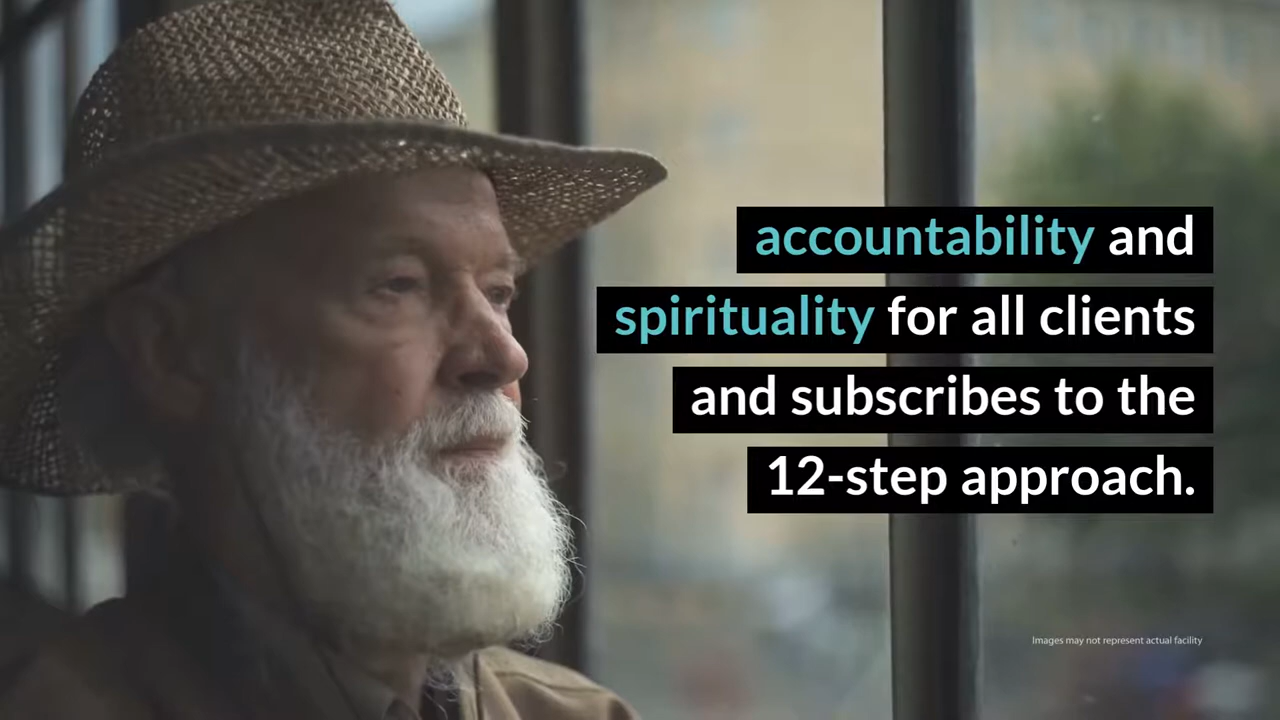 accountability and
spirituality for all clients
and subscribes to the
12-step approach.
Images may not represent actual facility